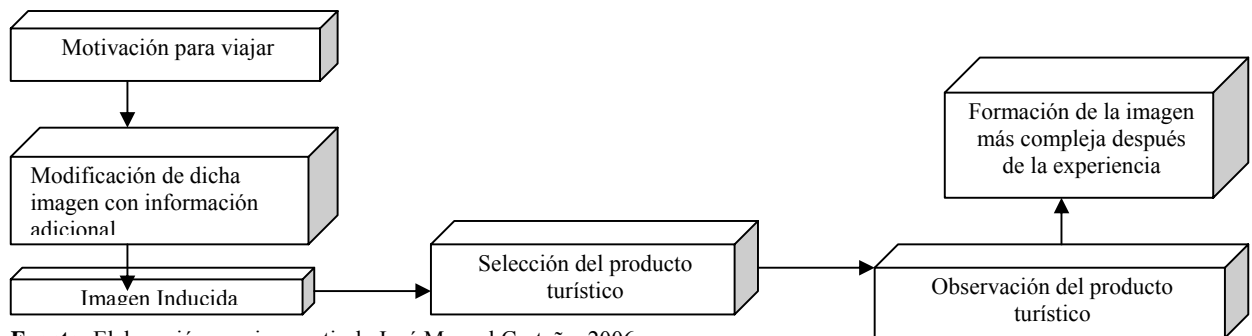 Motivación para viajar
Modificación de dicha
imagen con información
adicional
Imagen Inducida
Selección del producto
turístico
Observación del producto
turístico
Formación de la imagen
más compleja después
de la experiencia